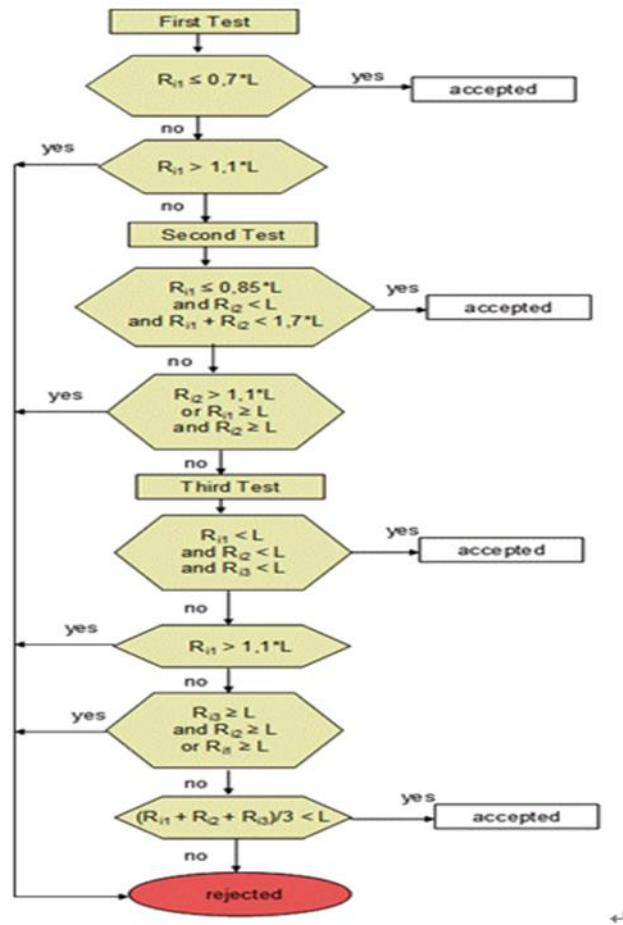 First Test
Ri1 ≤ 0,7*L
yes
accepted
no
yes
Ri1 > 1,1*L
no
Second Test
Ri1 ≤ 0,85*L
and Ri2 < L
and Ri1 + Ri2 < 1,7*L
yes
accepted
no
yes
Ri2 > 1,1*L
or Ri1 ≥ L
and Ri2 ≥ L
no
Third Test
Ri1 < L
and Ri2 < L
and Ri3 < L
yes
accepted
no
yes
Ri1 > 1,1*L
no
yes
Ri3 ≥ L
and Ri2 ≥ L
or Ri1 ≥ L
no
(Ri1 + Ri2 + Ri3)/3 < L
yes
accepted
no
rejected